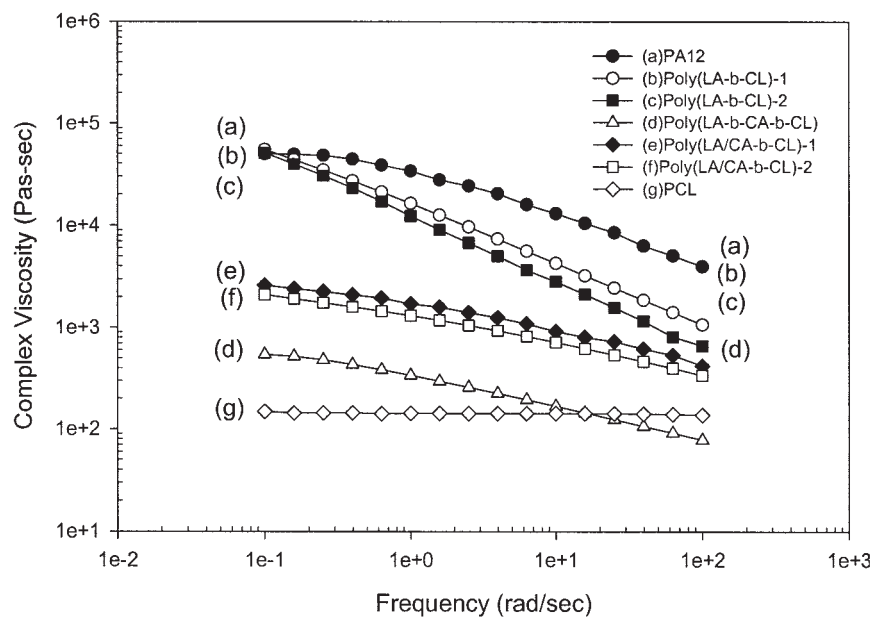 1e+6
1e+5
1e+4
1e+3
1e+2
1e+1
Complex Viscosity (Pas-sec)
(a)PA12
(b)Poly(LA-b-CL)-1
(c)Poly(LA-b-CL)-2
(d)Poly(LA-b-CA-b-CL)
(e)Poly(LA/CA-b-CL)-1
(f)Poly(LA/CA-b-CL)-2
(g)PCL
(a)
(b)
(c)
(e)
(f)
(d)
(g)
(a)
(b)
(c)
(d)
1e-2
1e-1
1e+0
1e+1
1e+2
1e+3
Frequency (rad/sec)